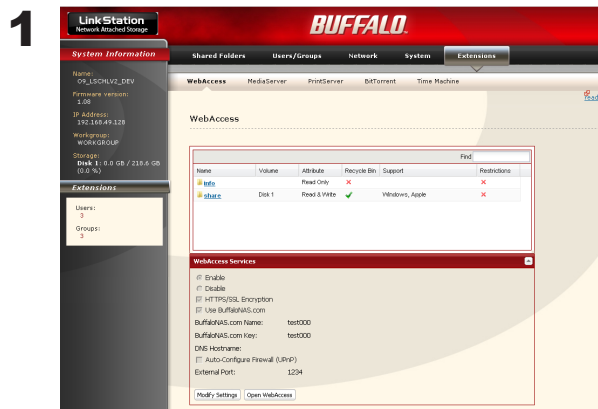 1
LinkStation
Network Attached Storage
BUFFALO
System Information
Shared Folders Users/Groups Network System Extensions
WebAccess MediaServer PrintServer BitTorrent Time Machine
Name:
09_LSCHLV2_DEV
Firmware version:
1.08
IP Address:
192.168.49.128
Workgroup:
WORKGROUP
Storage:
Disk 1: 0.0 GB / 218.6 GB
(0.0 %)
Extensions
Users:
3
Groups:
3
read
WebAccess
Find
Name Volume Attribute Recycle Bin Support Restrictions
info Read Only
share Disk 1 Read & Write Windows, Apple
WebAccess Services
Enable
Disable
HTTPS/SSL Encryption
Use BuffaloNAS.com
BuffaloNAS.com Name: test000
BuffaloNAS.com Key: test000
DNS Hostname:
Auto-Configure Firewall (UPnP)
External Port: 1234
Modify Settings Open WebAccess